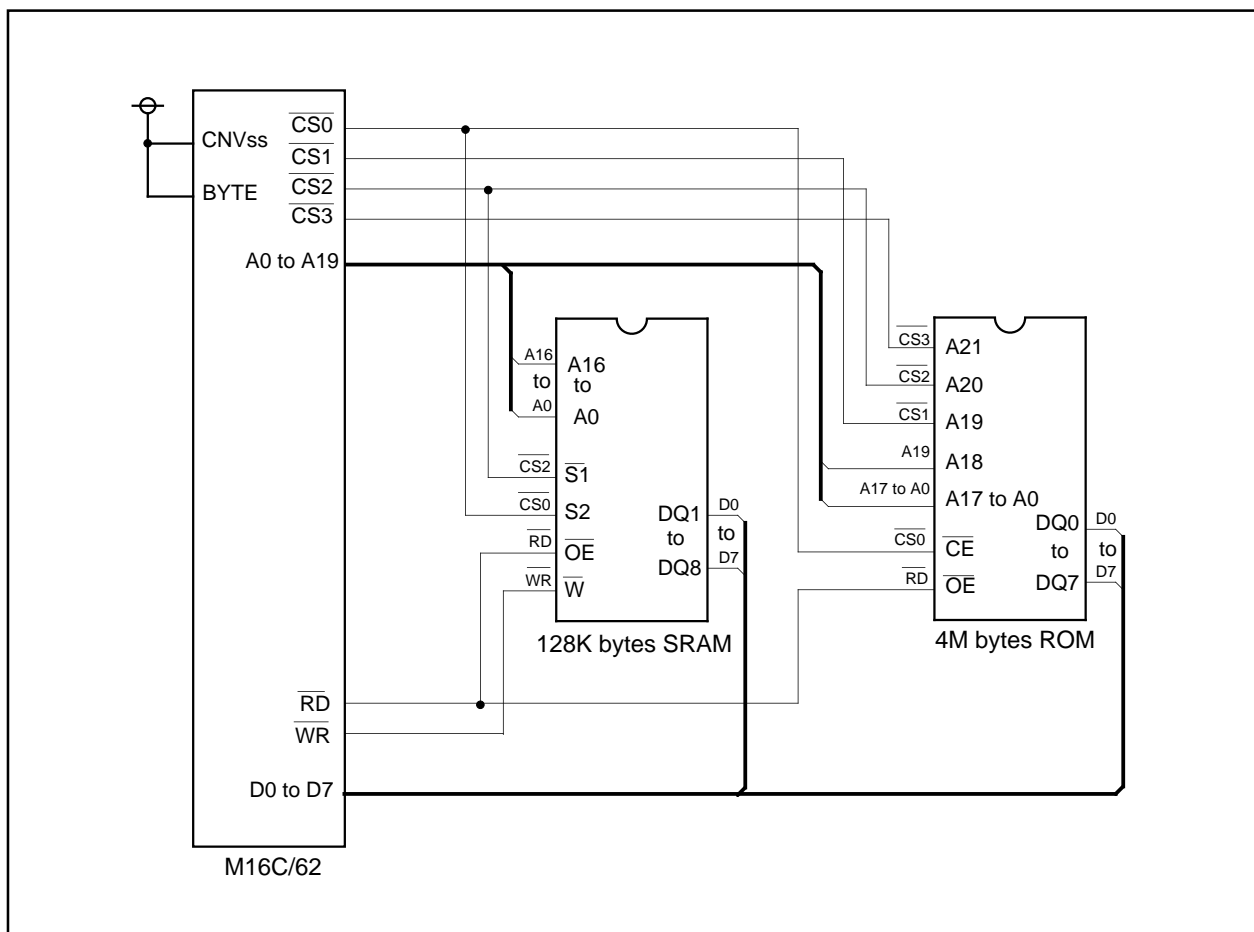 CNVss
BYTE
CS0
CS1
CS2
CS3
A0 to A19
RD
WR
D0 to D7
M16C/62
A16
to
A0
CS2
CS0
RD
WR
A16
to
A0
S1
S2
OE
W
DQ1
to
DQ8
D0
to
D7
128K bytes SRAM
CS3
CS2
CS1
A19
A17 to A0
CS0
RD
A21
A20
A19
A18
A17 to A0
CE
OE
DQ0
to
DQ7
D0
to
D7
4M bytes ROM